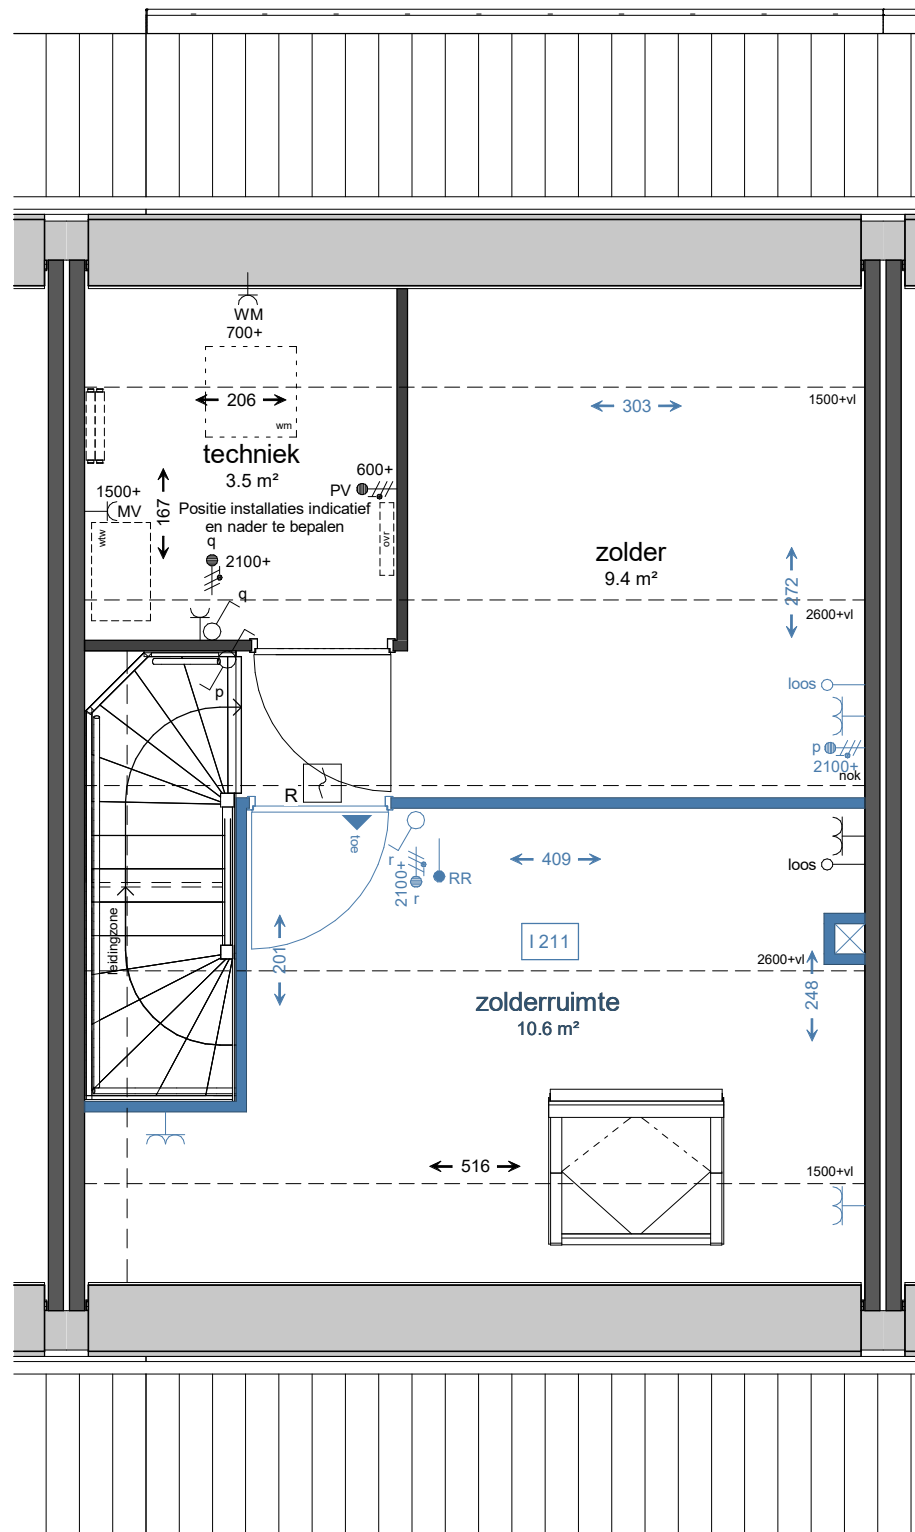 WM
700+
206
wm
303
1500+vl
techniek
3.5 m²
600+
PV
1500+
MV
167
Positie installaties indicatief
en nader te bepalen
wtw
ovr
q
2100+
q
zolder
9.4 m²
272
2600+vl
p
loos
p
2100+
nok
R
toe
r
2100+
r
RR
409
loos
leidingzone
201
I 211
2600+vl
248
zolderruimte
10.6 m²
516
1500+vl